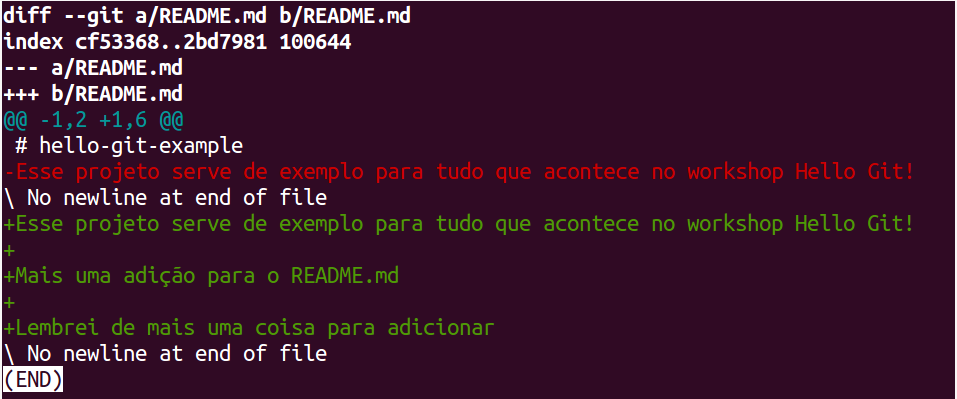 diff --git a/README.md b/README.md
index cf53368..2bd7981 100644
--- a/README.md
+++ b/README.md
@@ -1,2 +1,6 @@
 # hello-git-example
-Esse projeto serve de exemplo para tudo que acontece no workshop Hello Git!
\ No newline at end of file
+Esse projeto serve de exemplo para tudo que acontece no workshop Hello Git!
+
+Mais uma adição para o README.md
+
+Lembrei de mais uma coisa para adicionar
\ No newline at end of file
(END)